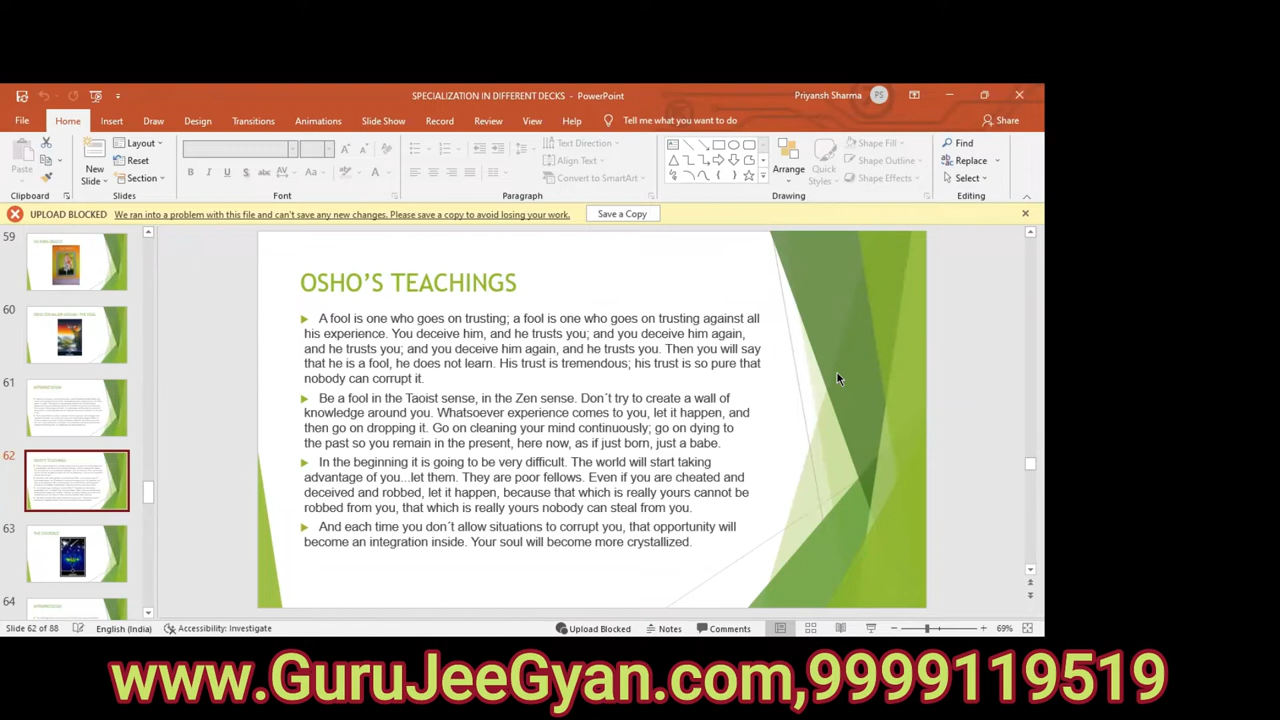 SPECIALIZATION IN DIFFERENT DECKS - PowerPoint
Priyansh Sharma PS
File Home Insert Draw Design Transitions Animations Slide Show Record Review View Help Tell me what you want to do Share
Paste
New
Slide
Layout
Reset
Section
B I U S AV Aa A
Text Direction
Align Text
Convert to SmartArt
Arrange
Quick
Styles
Shape Fill
Shape Outline
Shape Effects
Find
Replace
Select
Clipboard Font Paragraph Drawing Editing
UPLOAD BLOCKED We ran into a problem with this file and can't save any new changes. Please save a copy to avoid losing your work. Save a Copy
59
60
61
62
63
64
OSHO'S TEACHINGS
A fool is one who goes on trusting; a fool is one who goes on trusting against all
his experience. You deceive him, and he trusts you; and you deceive him again,
and he trusts you; and you deceive him again, and he trusts you. Then you will say
that he is a fool, he does not learn. His trust is tremendous; his trust is so pure that
nobody can corrupt it.
Be a fool in the Taoist sense, in the Zen sense. Don´t try to create a wall of
knowledge around you. Whatsoever experience comes to you, let it happen, and
then go on dropping it. Go on cleaning your mind continuously; go on dying to
the past so you remain in the present, here now, as if just born, just a babe.
In the beginning it is going to be very difficult. The world will start taking
advantage of you...let them. They are poor fellows. Even if you are cheated and
deceived and robbed, let it happen, because that which is really yours cannot be
robbed from you, that which is really yours nobody can steal from you.
And each time you don´t allow situations to corrupt you, that opportunity will
become an integration inside. Your soul will become more crystallized.
Slide 62 of 88 English (India) Accessibility: Investigate Upload Blocked Notes Comments 69%
www.GuruJeeGyan.com,9999119519